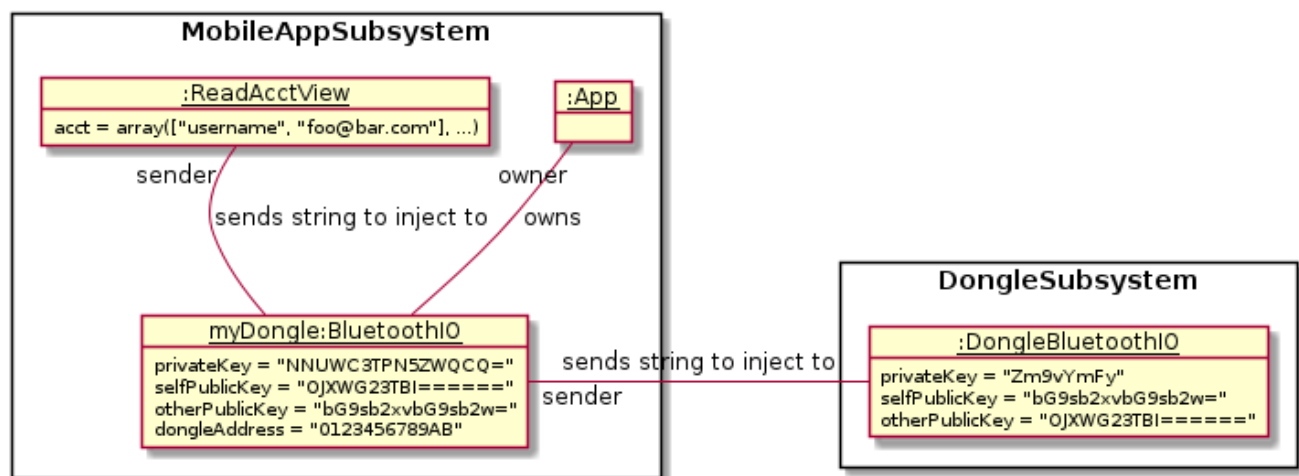 MobileAppSubsystem
:ReadAcctView
acct = array(["username", "foo@bar.com"], ...)
:App
sender
owner
sends string to inject to
owns
myDongle:BluetoothIO
privateKey = "NNUWC3TPN5ZWQCQ="
selfPublicKey = "OJXWG23TBI======"
otherPublicKey = "bG9sb2xvbG9sb2w="
dongleAddress = "0123456789AB"
sends string to inject to
sender
DongleSubsystem
:DongleBluetoothIO
privateKey = "Zm9vYmFy"
selfPublicKey = "bG9sb2xvbG9sb2w="
otherPublicKey = "OJXWG23TBI======"